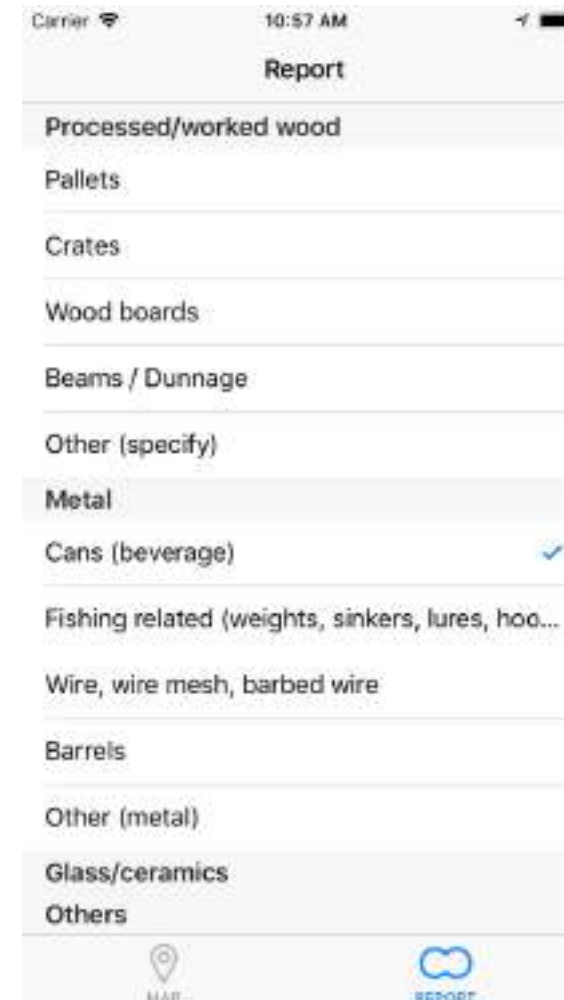 Carrier 10:57 AM
Report
Processed/worked wood
Pallets
Crates
Wood boards
Beams / Dunnage
Other (specify)
Metal
Cans (beverage)
Fishing related (weights, sinkers, lures, hoo...
Wire, wire mesh, barbed wire
Barrels
Other (metal)
Glass/ceramics
Others
MAP REPORT